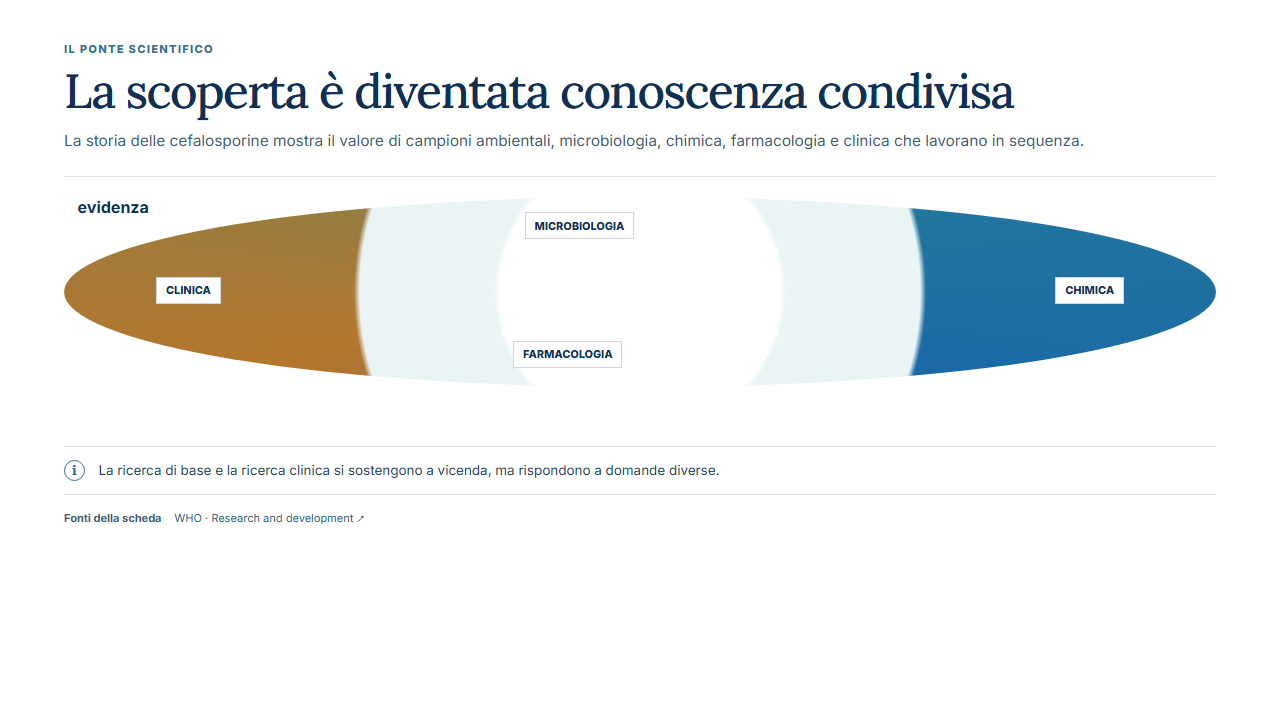 IL PONTE SCIENTIFICO
La scoperta è diventata conoscenza condivisa
La storia delle cefalosporine mostra il valore di campioni ambientali, microbiologia, chimica, farmacologia e clinica che lavorano in sequenza.
evidenza
MICROBIOLOGIA
CLINICA
CHIMICA
FARMACOLOGIA
i La ricerca di base e la ricerca clinica si sostengono a vicenda, ma rispondono a domande diverse.
Fonti della scheda WHO · Research and development ↗